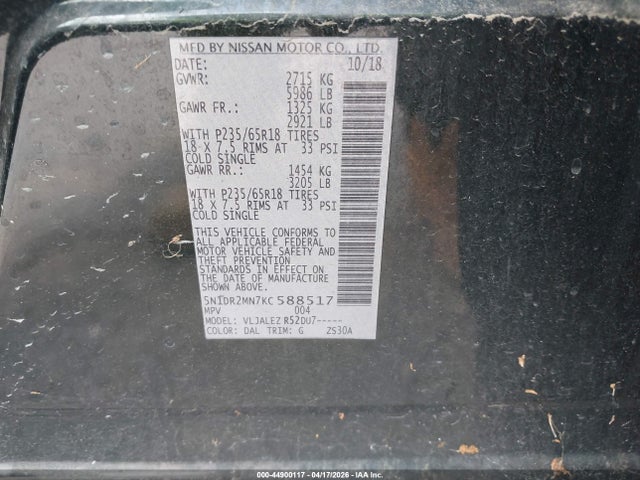 MFD BY NISSAN MOTOR CO., LTD.
DATE: 10/18
GVWR: 2715 KG
5986 LB
GAWR FR.: 1325 KG
2921 LB
WITH P235/65R18 TIRES
18 X 7.5 RIMS AT 33 PSI
COLD SINGLE
GAWR RR.: 1454 KG
3205 LB
WITH P235/65R18 TIRES
18 X 7.5 RIMS AT 33 PSI
COLD SINGLE
THIS VEHICLE CONFORMS TO
ALL APPLICABLE FEDERAL
MOTOR VEHICLE SAFETY AND
THEFT PREVENTION
STANDARDS IN EFFECT ON
THE DATE OF MANUFACTURE
SHOWN ABOVE.
5N1DR2MN7KC588517
MPV 004
MODEL: VLJALEZ R52DU7-----
COLOR: DAL TRIM: G ZS30A
000-44900117 - 04/17/2026 - IAA Inc.